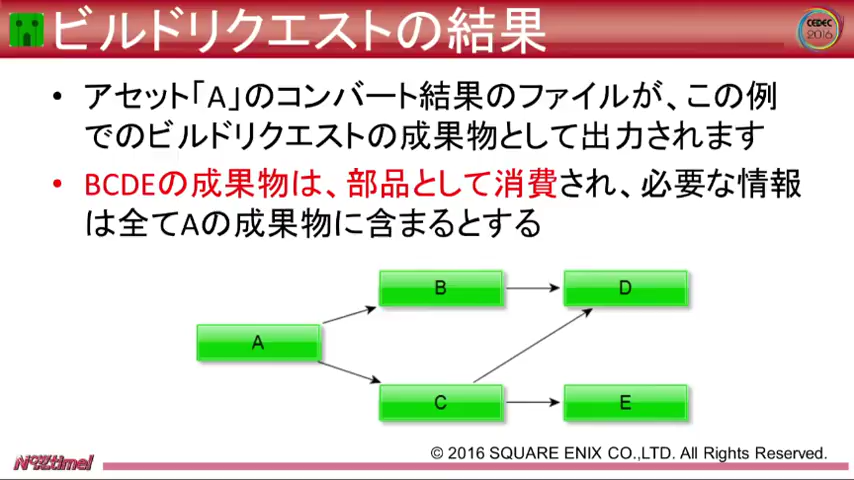 ビルドリクエストの結果
CEDEC
2016
• アセット「A」のコンバート結果のファイルが、この例
でのビルドリクエストの成果物として出力されます
• BCDEの成果物は、部品として消費され、必要な情報
は全てAの成果物に含まるとする
B
D
A
C
E
© 2016 SQUARE ENIX CO.,LTD. All Rights Reserved.